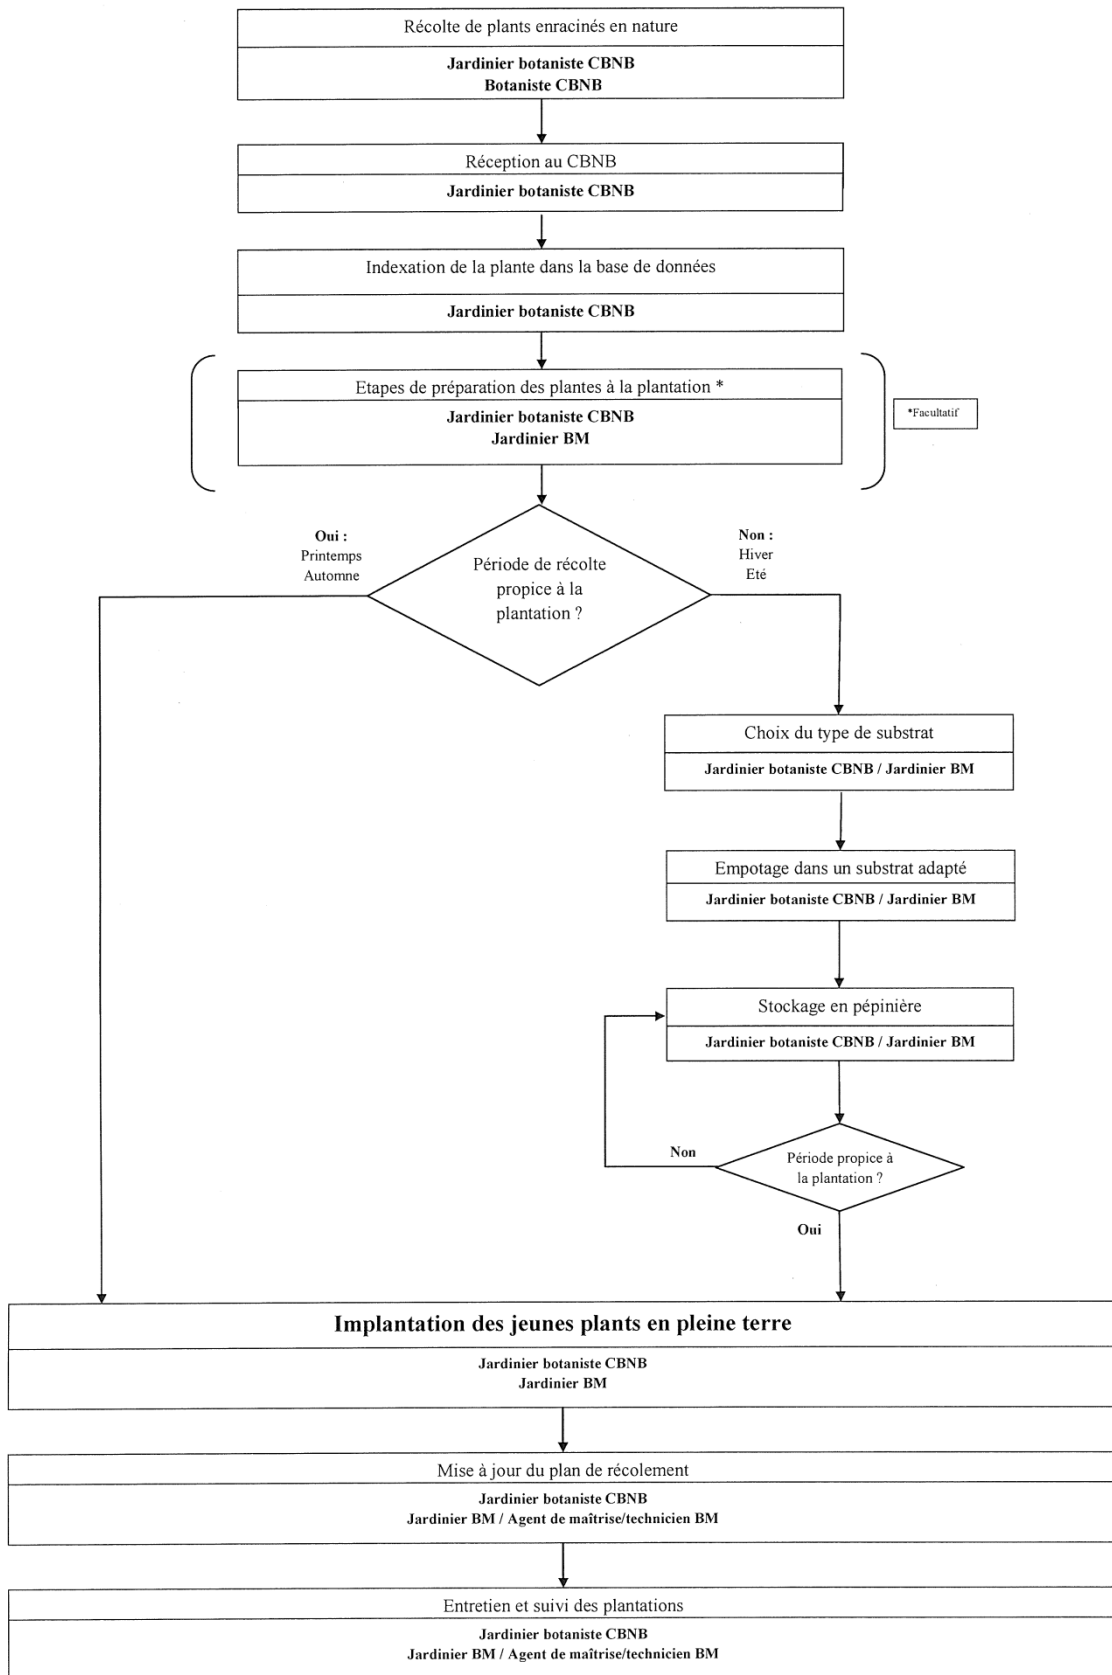 Récolte de plants enracinés en nature
Jardinier botaniste CBNB
Botaniste CBNB
Réception au CBNB
Jardinier botaniste CBNB
Indexation de la plante dans la base de données
Jardinier botaniste CBNB
Etapes de préparation des plantes à la plantation *
Jardinier botaniste CBNB
Jardinier BM
*Facultatif
Oui :
Printemps
Automne
Période de récolte
propice à la
plantation ?
Non :
Hiver
Eté
Choix du type de substrat
Jardinier botaniste CBNB / Jardinier BM
Empotage dans un substrat adapté
Jardinier botaniste CBNB / Jardinier BM
Stockage en pépinière
Jardinier botaniste CBNB / Jardinier BM
Non
Période propice à
la plantation ?
Oui
Implantation des jeunes plants en pleine terre
Jardinier botaniste CBNB
Jardinier BM
Mise à jour du plan de récolement
Jardinier botaniste CBNB
Jardinier BM / Agent de maîtrise/technicien BM
Entretien et suivi des plantations
Jardinier botaniste CBNB
Jardinier BM / Agent de maîtrise/technicien BM